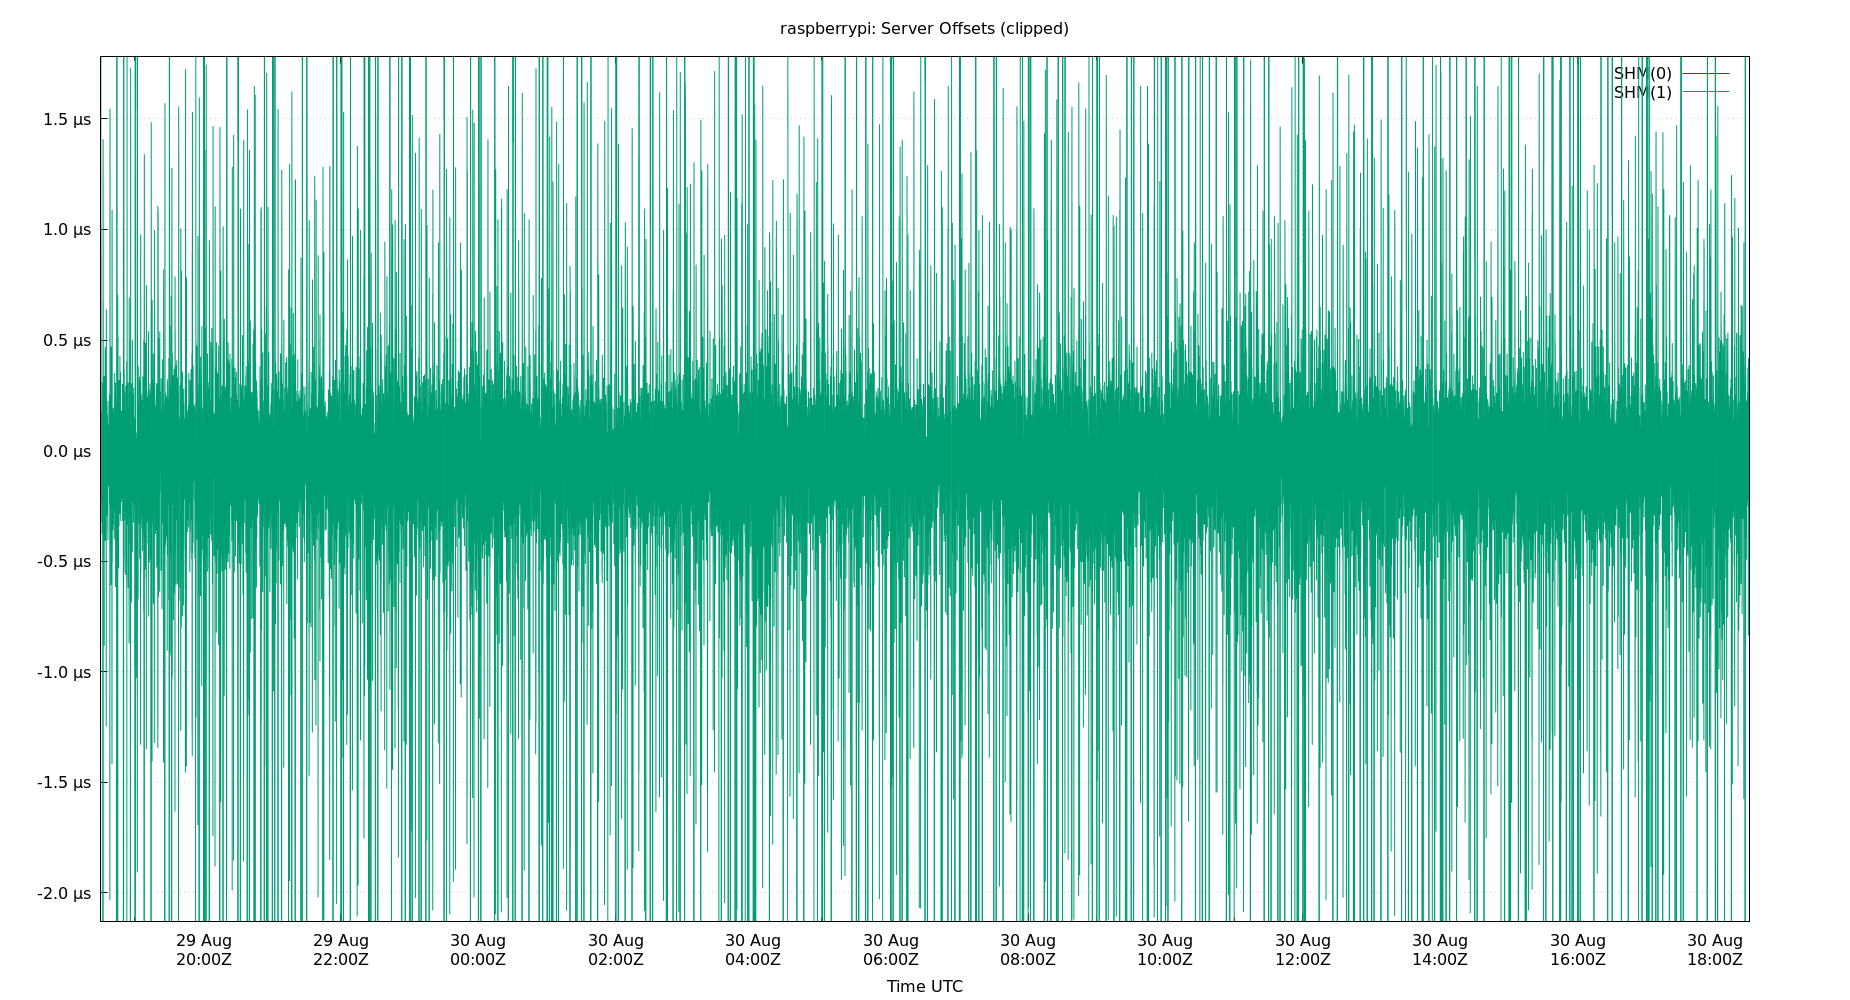 raspberrypi: Server Offsets (clipped)
SHM(0)
SHM(1)
1.5 µs
1.0 µs
0.5 µs
0.0 µs
-0.5 µs
-1.0 µs
-1.5 µs
-2.0 µs
29 Aug 29 Aug 30 Aug 30 Aug 30 Aug 30 Aug 30 Aug 30 Aug 30 Aug 30 Aug 30 Aug 30 Aug
20:00Z 22:00Z 00:00Z 02:00Z 04:00Z 06:00Z 08:00Z 10:00Z 12:00Z 14:00Z 16:00Z 18:00Z
Time UTC